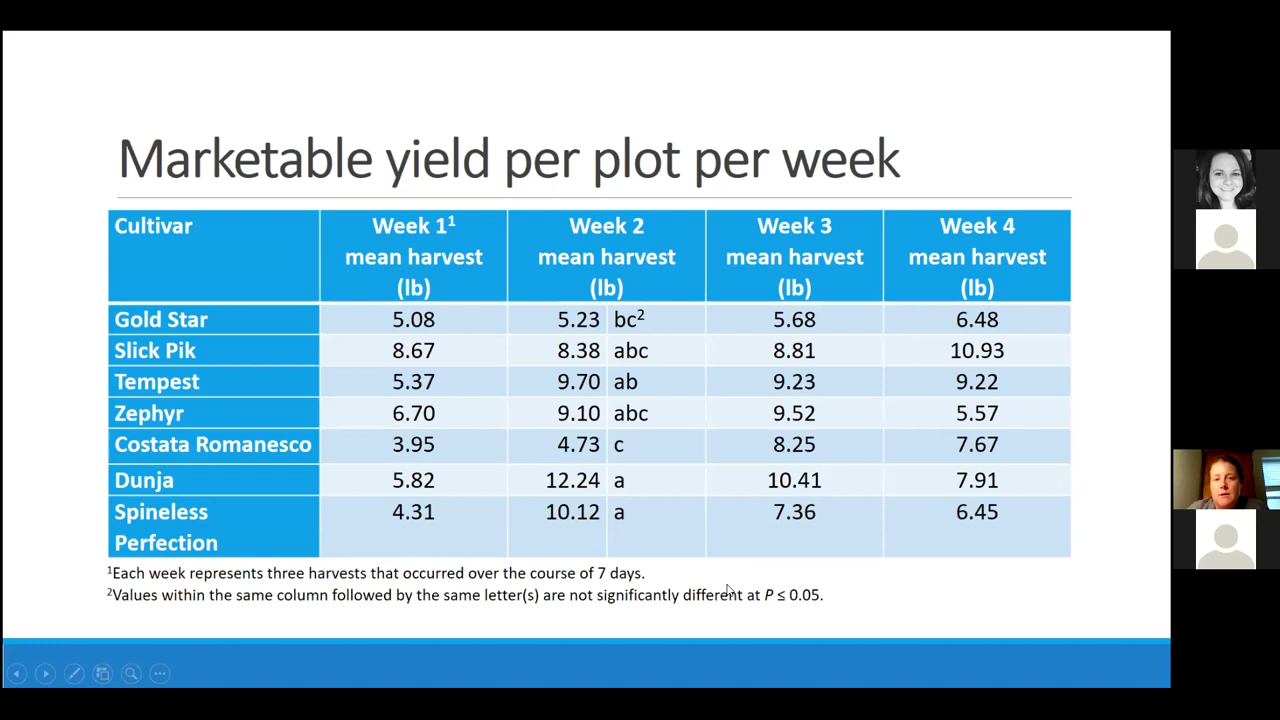 Marketable yield per plot per week
Cultivar Week 1¹ mean harvest (lb) Week 2 mean harvest (lb) Week 3 mean harvest (lb) Week 4 mean harvest (lb)
Gold Star 5.08 5.23 bc² 5.68 6.48
Slick Pik 8.67 8.38 abc 8.81 10.93
Tempest 5.37 9.70 ab 9.23 9.22
Zephyr 6.70 9.10 abc 9.52 5.57
Costata Romanesco 3.95 4.73 c 8.25 7.67
Dunja 5.82 12.24 a 10.41 7.91
Spineless Perfection 4.31 10.12 a 7.36 6.45
¹Each week represents three harvests that occurred over the course of 7 days.
²Values within the same column followed by the same letter(s) are not significantly different at P ≤ 0.05.